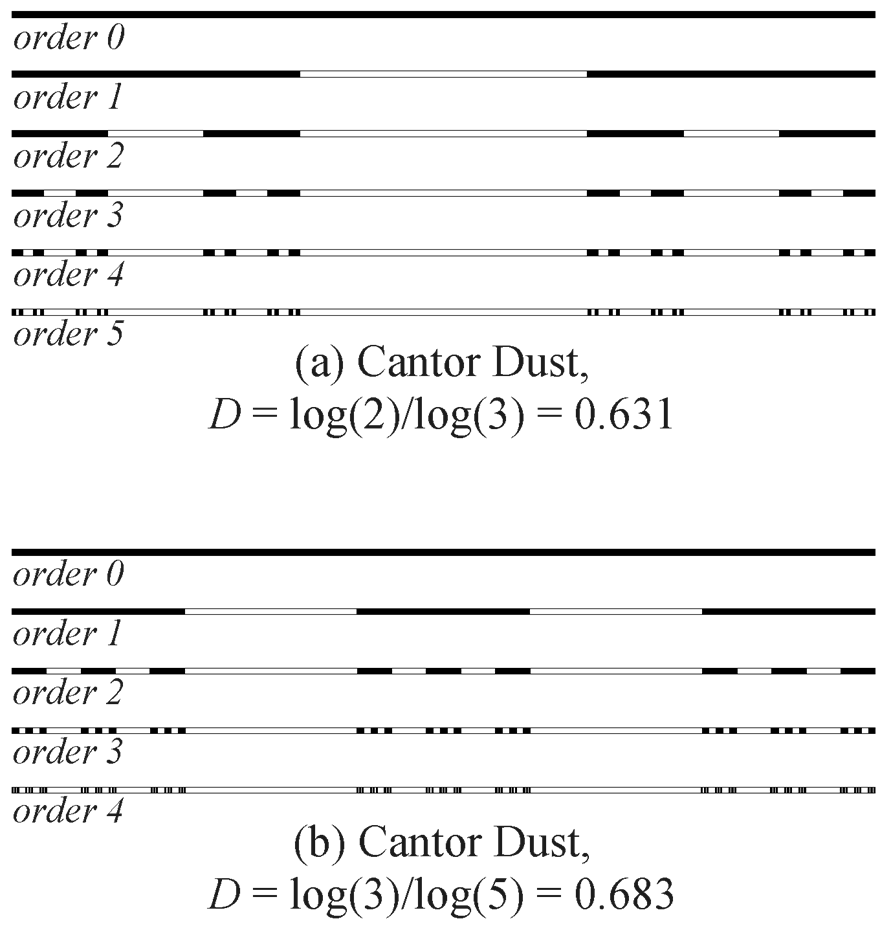 order 0
order 1
order 2
order 3
order 4
order 5
(a) Cantor Dust,
D = log(2)/log(3) = 0.631
order 0
order 1
order 2
order 3
order 4
(b) Cantor Dust,
D = log(3)/log(5) = 0.683